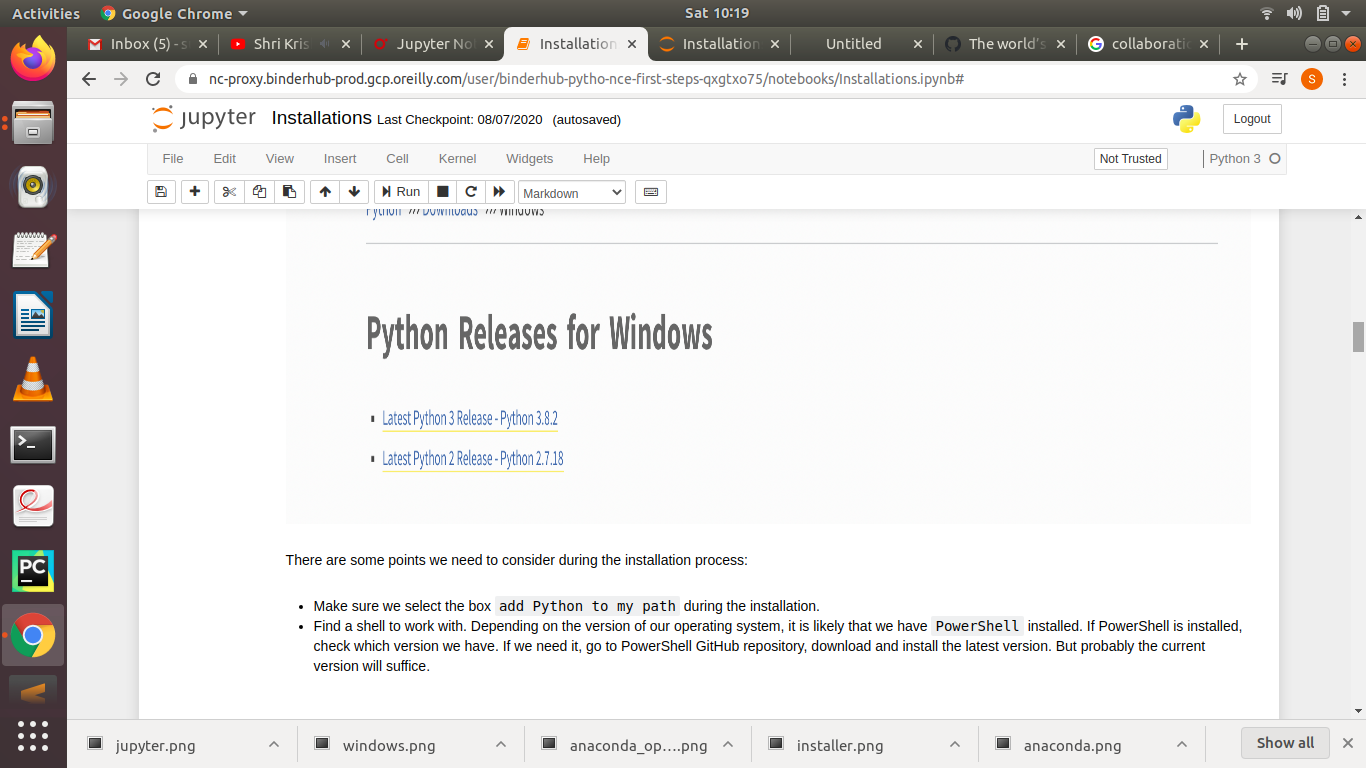 Activities Google Chrome Sat 10:19
Inbox (5) - s Shri Kris Jupyter No Installation Installation Untitled The world's collaboratio
nc-proxy.binderhub-prod.gcp.oreilly.com/user/binderhub-pytho-nce-first-steps-qxgtxo75/notebooks/Installations.ipynb# S
jupyter Installations Last Checkpoint: 08/07/2020 (autosaved) Logout
File Edit View Insert Cell Kernel Widgets Help Not Trusted Python 3
Run Markdown
Python >>> Downloads >>> Windows
Python Releases for Windows
Latest Python 3 Release - Python 3.8.2
Latest Python 2 Release - Python 2.7.18
There are some points we need to consider during the installation process:
Make sure we select the box add Python to my path during the installation.
Find a shell to work with. Depending on the version of our operating system, it is likely that we have PowerShell installed. If PowerShell is installed,
check which version we have. If we need it, go to PowerShell GitHub repository, download and install the latest version. But probably the current
version will suffice.
PC
jupyter.png windows.png anaconda_op....png installer.png anaconda.png Show all